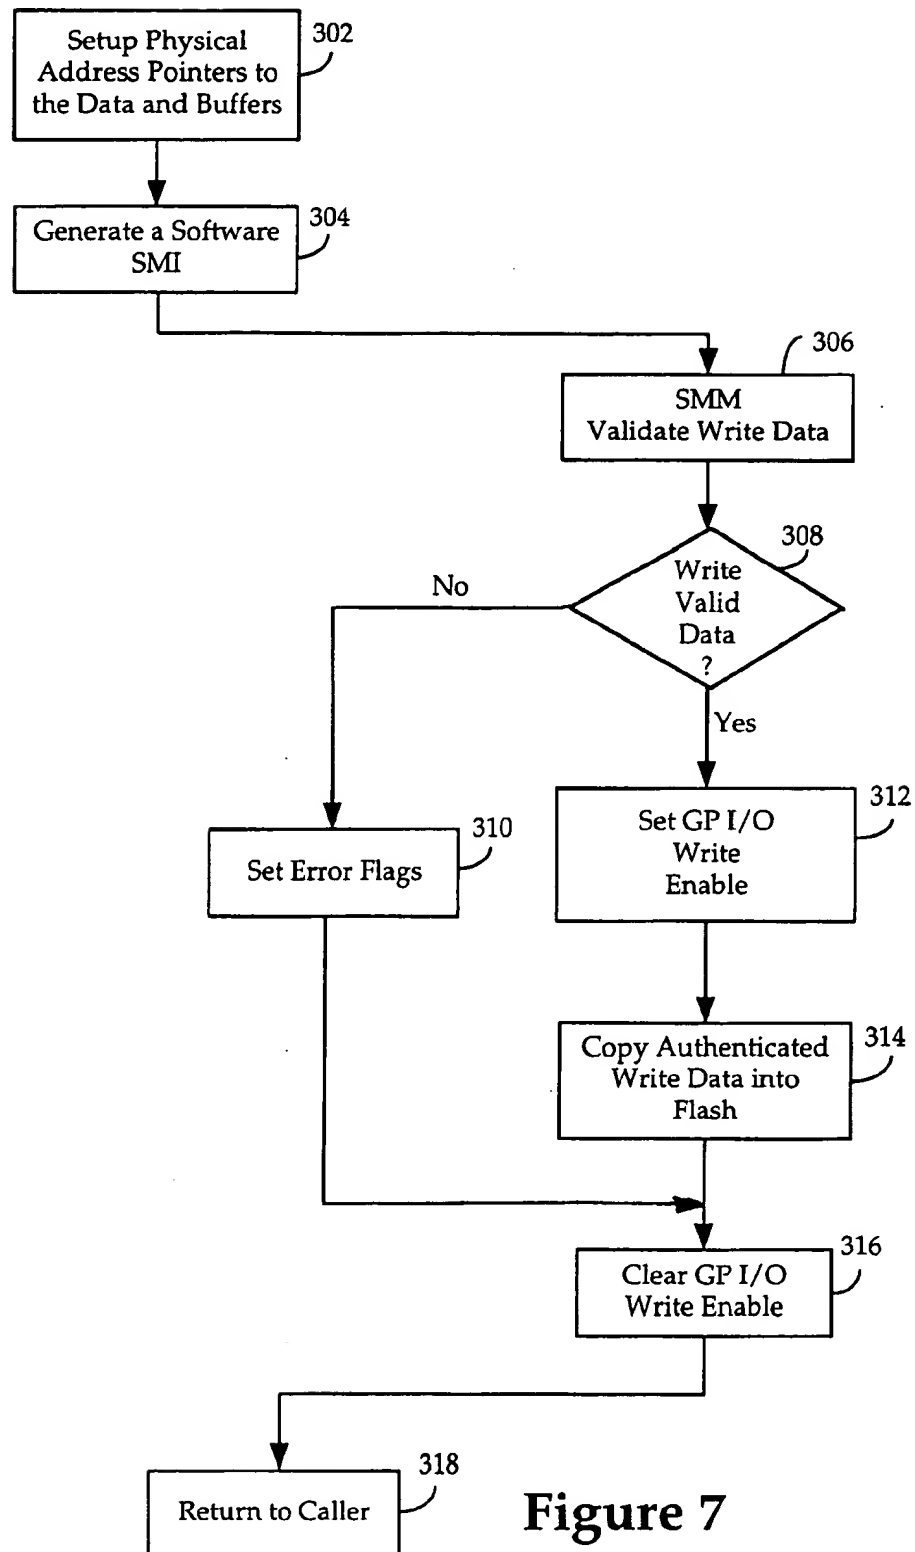 Setup Physical
Address Pointers to
the Data and Buffers
302
Generate a Software
SMI
304
306
SMM
Validate Write Data
308
Write
Valid
Data
?
No
Yes
312
Set GP I/O
Write
Enable
310
Set Error Flags
314
Copy Authenticated
Write Data into
Flash
316
Clear GP I/O
Write Enable
318
Return to Caller
Figure 7